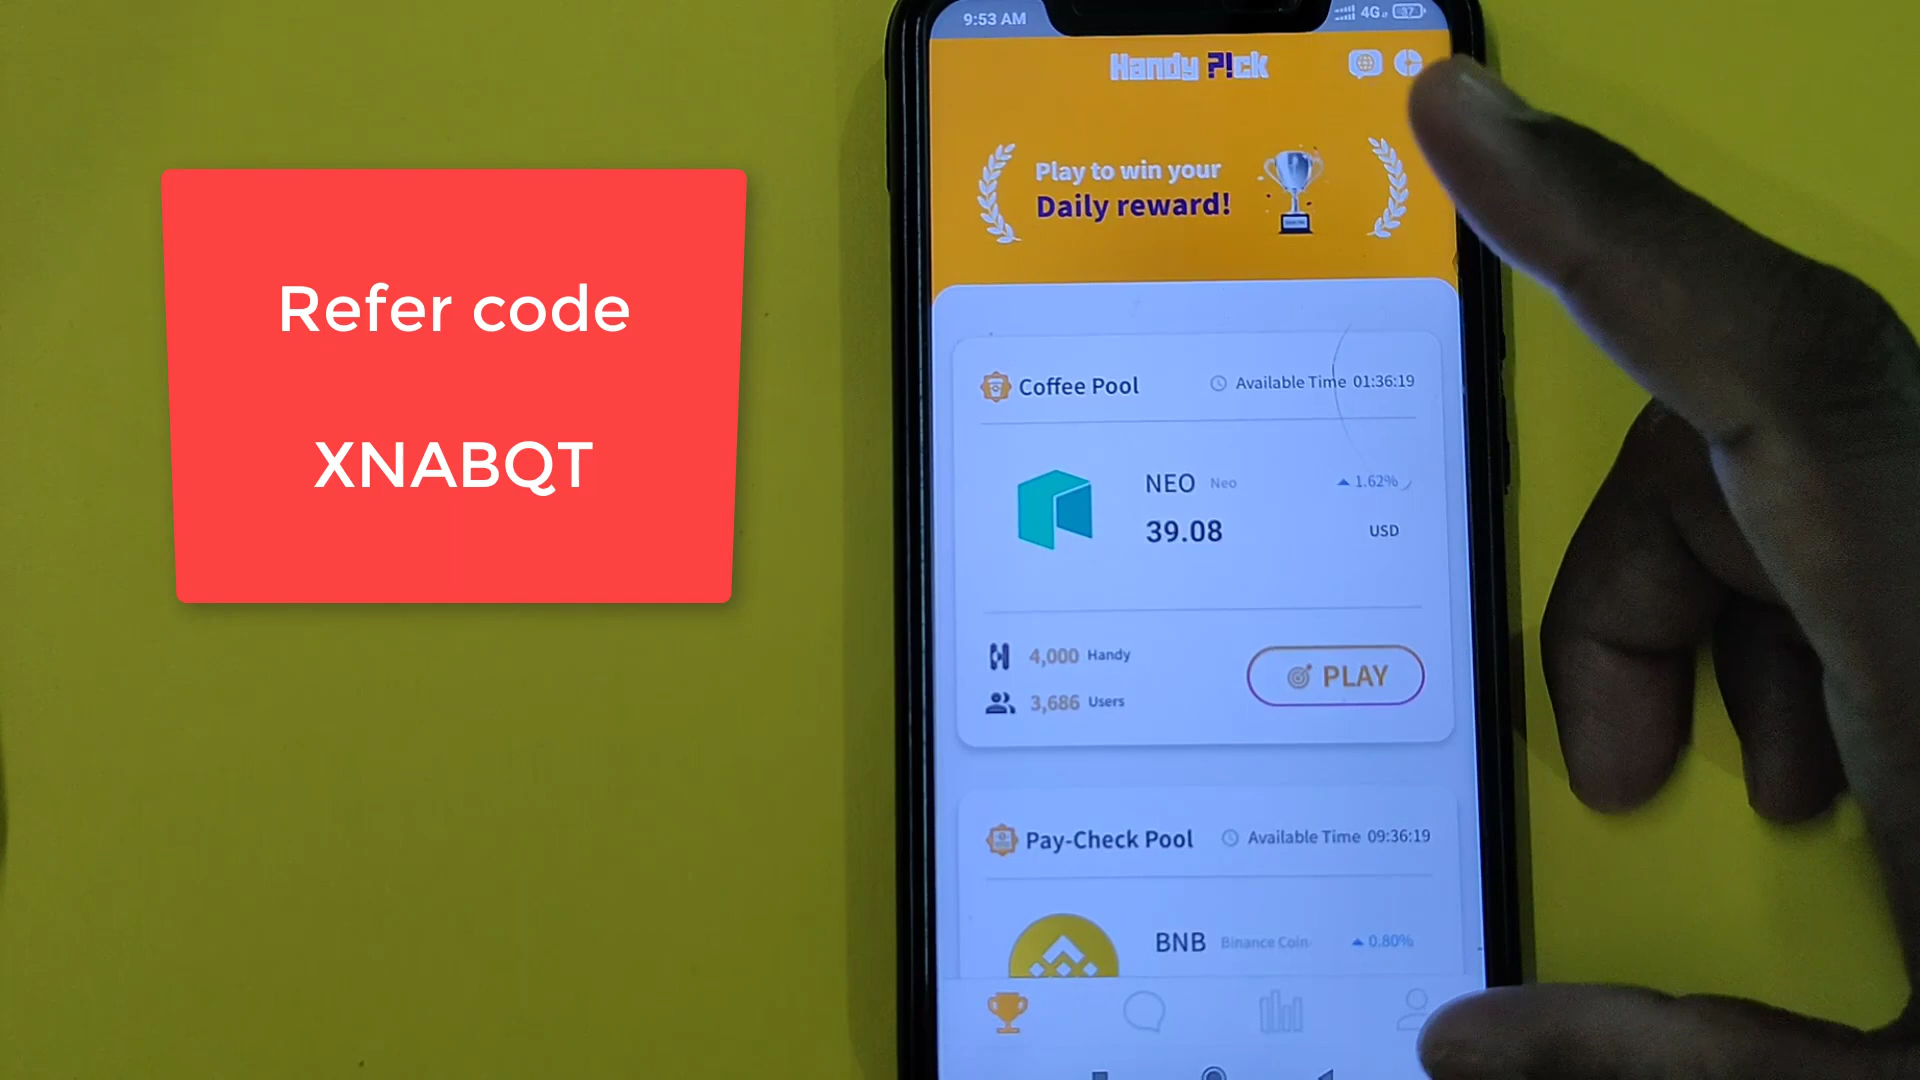 Refer code
XNABQT
9:53 AM
4G
37
Handy P!ck
Play to win your
Daily reward!
Coffee Pool
Available Time 01:36:19
NEO Neo
1.62%
39.08
USD
4,000 Handy
3,686 Users
PLAY
Pay-Check Pool
Available Time 09:36:19
BNB Binance Coin
0.80%